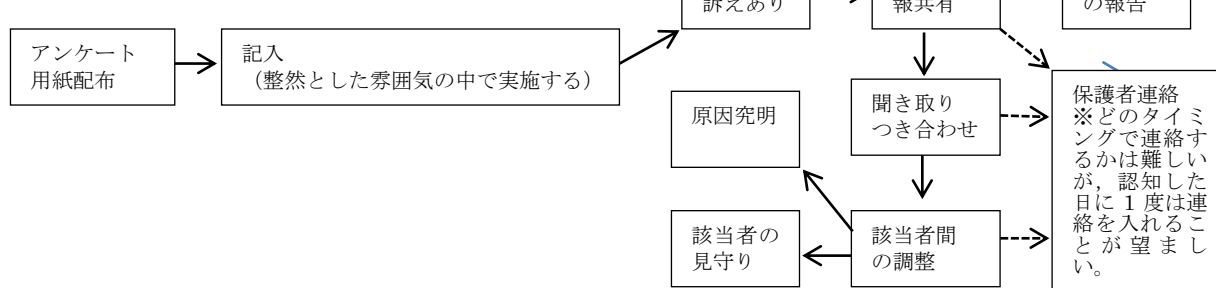 訴えあり
報共有
の報告
アンケート
用紙配布
記入
（整然とした雰囲気の中で実施する）
原因究明
聞き取り
つき合わせ
保護者連絡
※どのタイミ
ングで連絡す
るかは難しい
が，認知した
日に 1 度は連
絡を入れるこ
とが望まし
い。
該当者の
見守り
該当者間
の調整